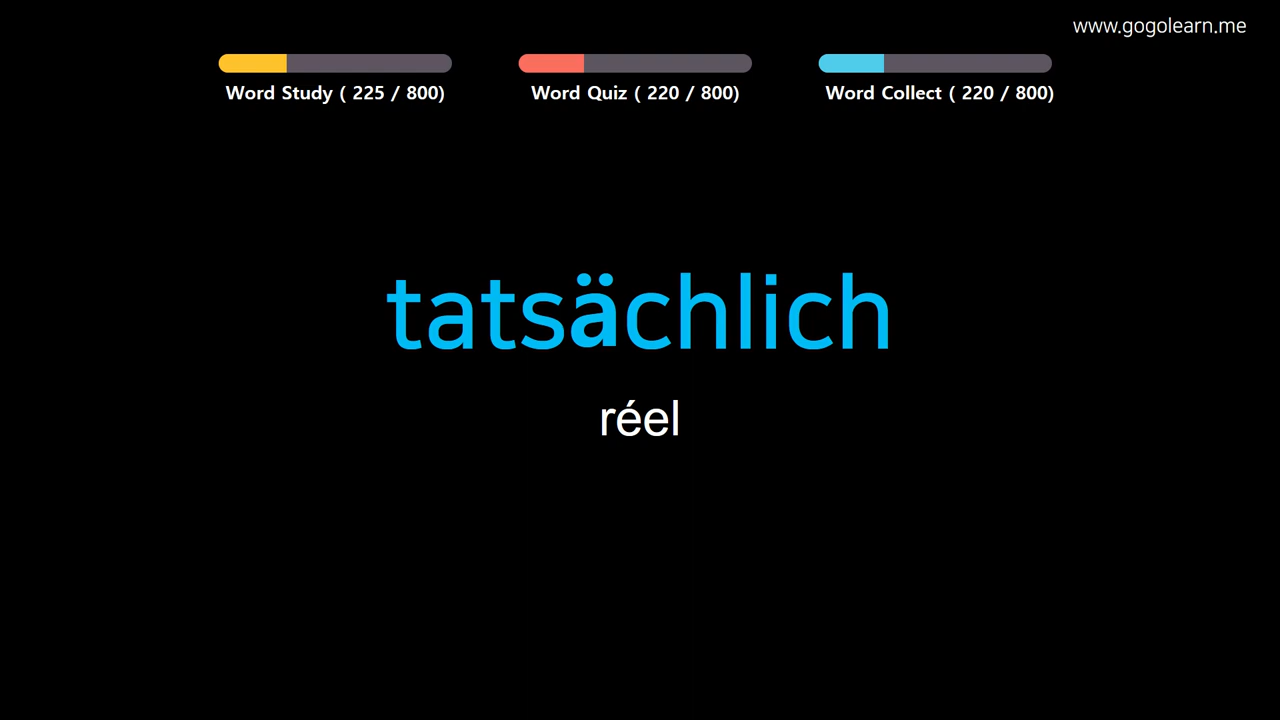 www.gogolearn.me
Word Study ( 225 / 800)
Word Quiz ( 220 / 800)
Word Collect ( 220 / 800)
tatsächlich
réel